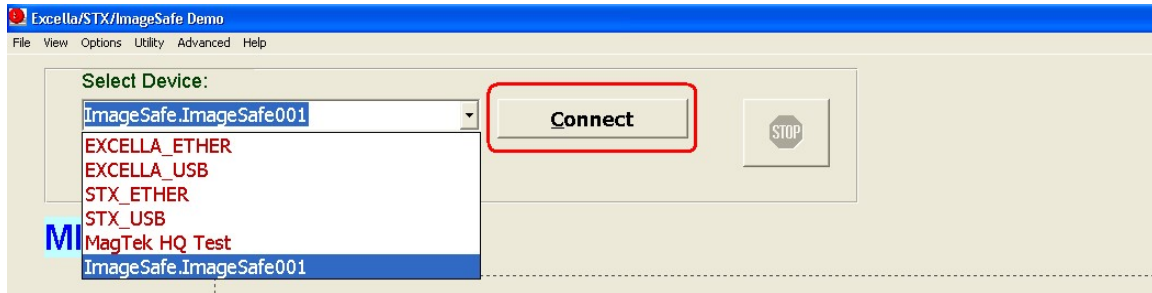 Excella/STX/ImageSafe Demo
File View Options Utility Advanced Help
Select Device:
ImageSafe.ImageSafe001
Connect
STOP
EXCELLA_ETHER
EXCELLA_USB
STX_ETHER
STX_USB
MagTek HQ Test
ImageSafe.ImageSafe001